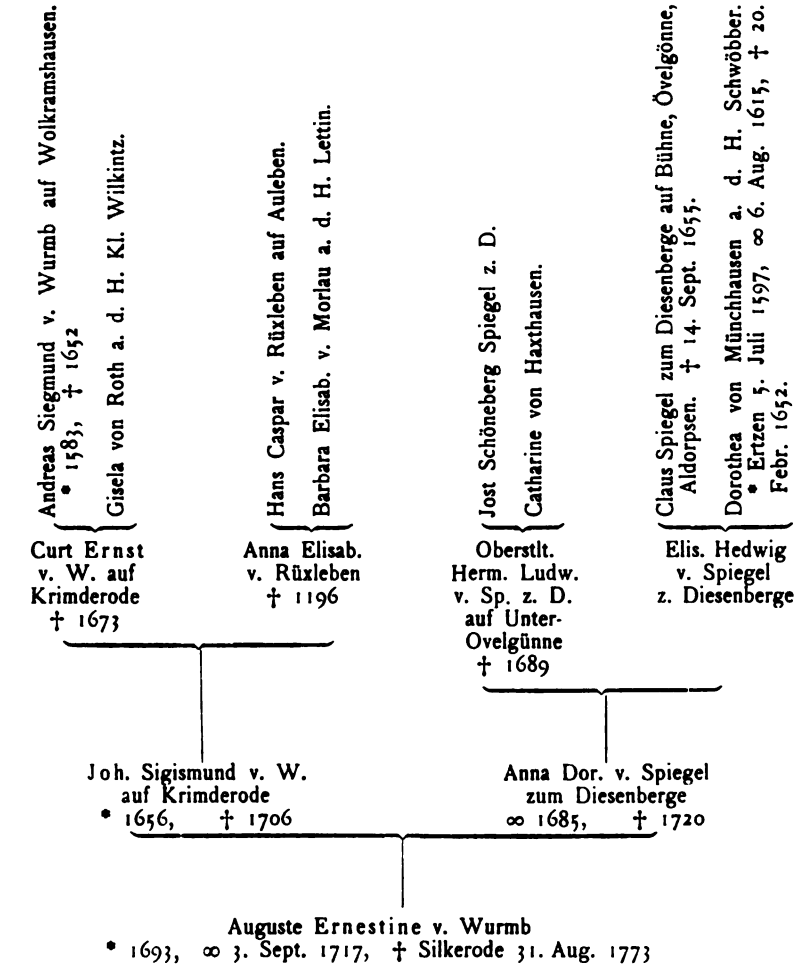 Andreas Siegmund v. Wurmb auf Wolkramshausen.
* 1583, † 1652
Gisela von Roth a. d. H. Kl. Wilkintz.
Hans Caspar v. Rüxleben auf Auleben.
Barbara Elisab. v. Morlau a. d. H. Lettin.
Jost Schöneberg Spiegel z. D.
Catharine von Haxthausen.
Claus Spiegel zum Diesenberge auf Bühne, Övelgönne,
Aldorpsen. † 14. Sept. 1655.
Dorothea von Münchhausen a. d. H. Schwöbber.
* Ertzen 5. Juli 1597, ∞ 6. Aug. 1615, † 20.
Febr. 1652.
Curt Ernst
v. W. auf
Krimderode
† 1673
Anna Elisab.
v. Rüxleben
† 1196
Oberstlt.
Herm. Ludw.
v. Sp. z. D.
auf Unter-
Ovelgünne
† 1689
Elis. Hedwig
v. Spiegel
z. Diesenberge
Joh. Sigismund v. W.
auf Krimderode
* 1656, † 1706
Anna Dor. v. Spiegel
zum Diesenberge
∞ 1685, † 1720
Auguste Ernestine v. Wurmb
* 1693, ∞ 3. Sept. 1717, † Silkerode 31. Aug. 1773